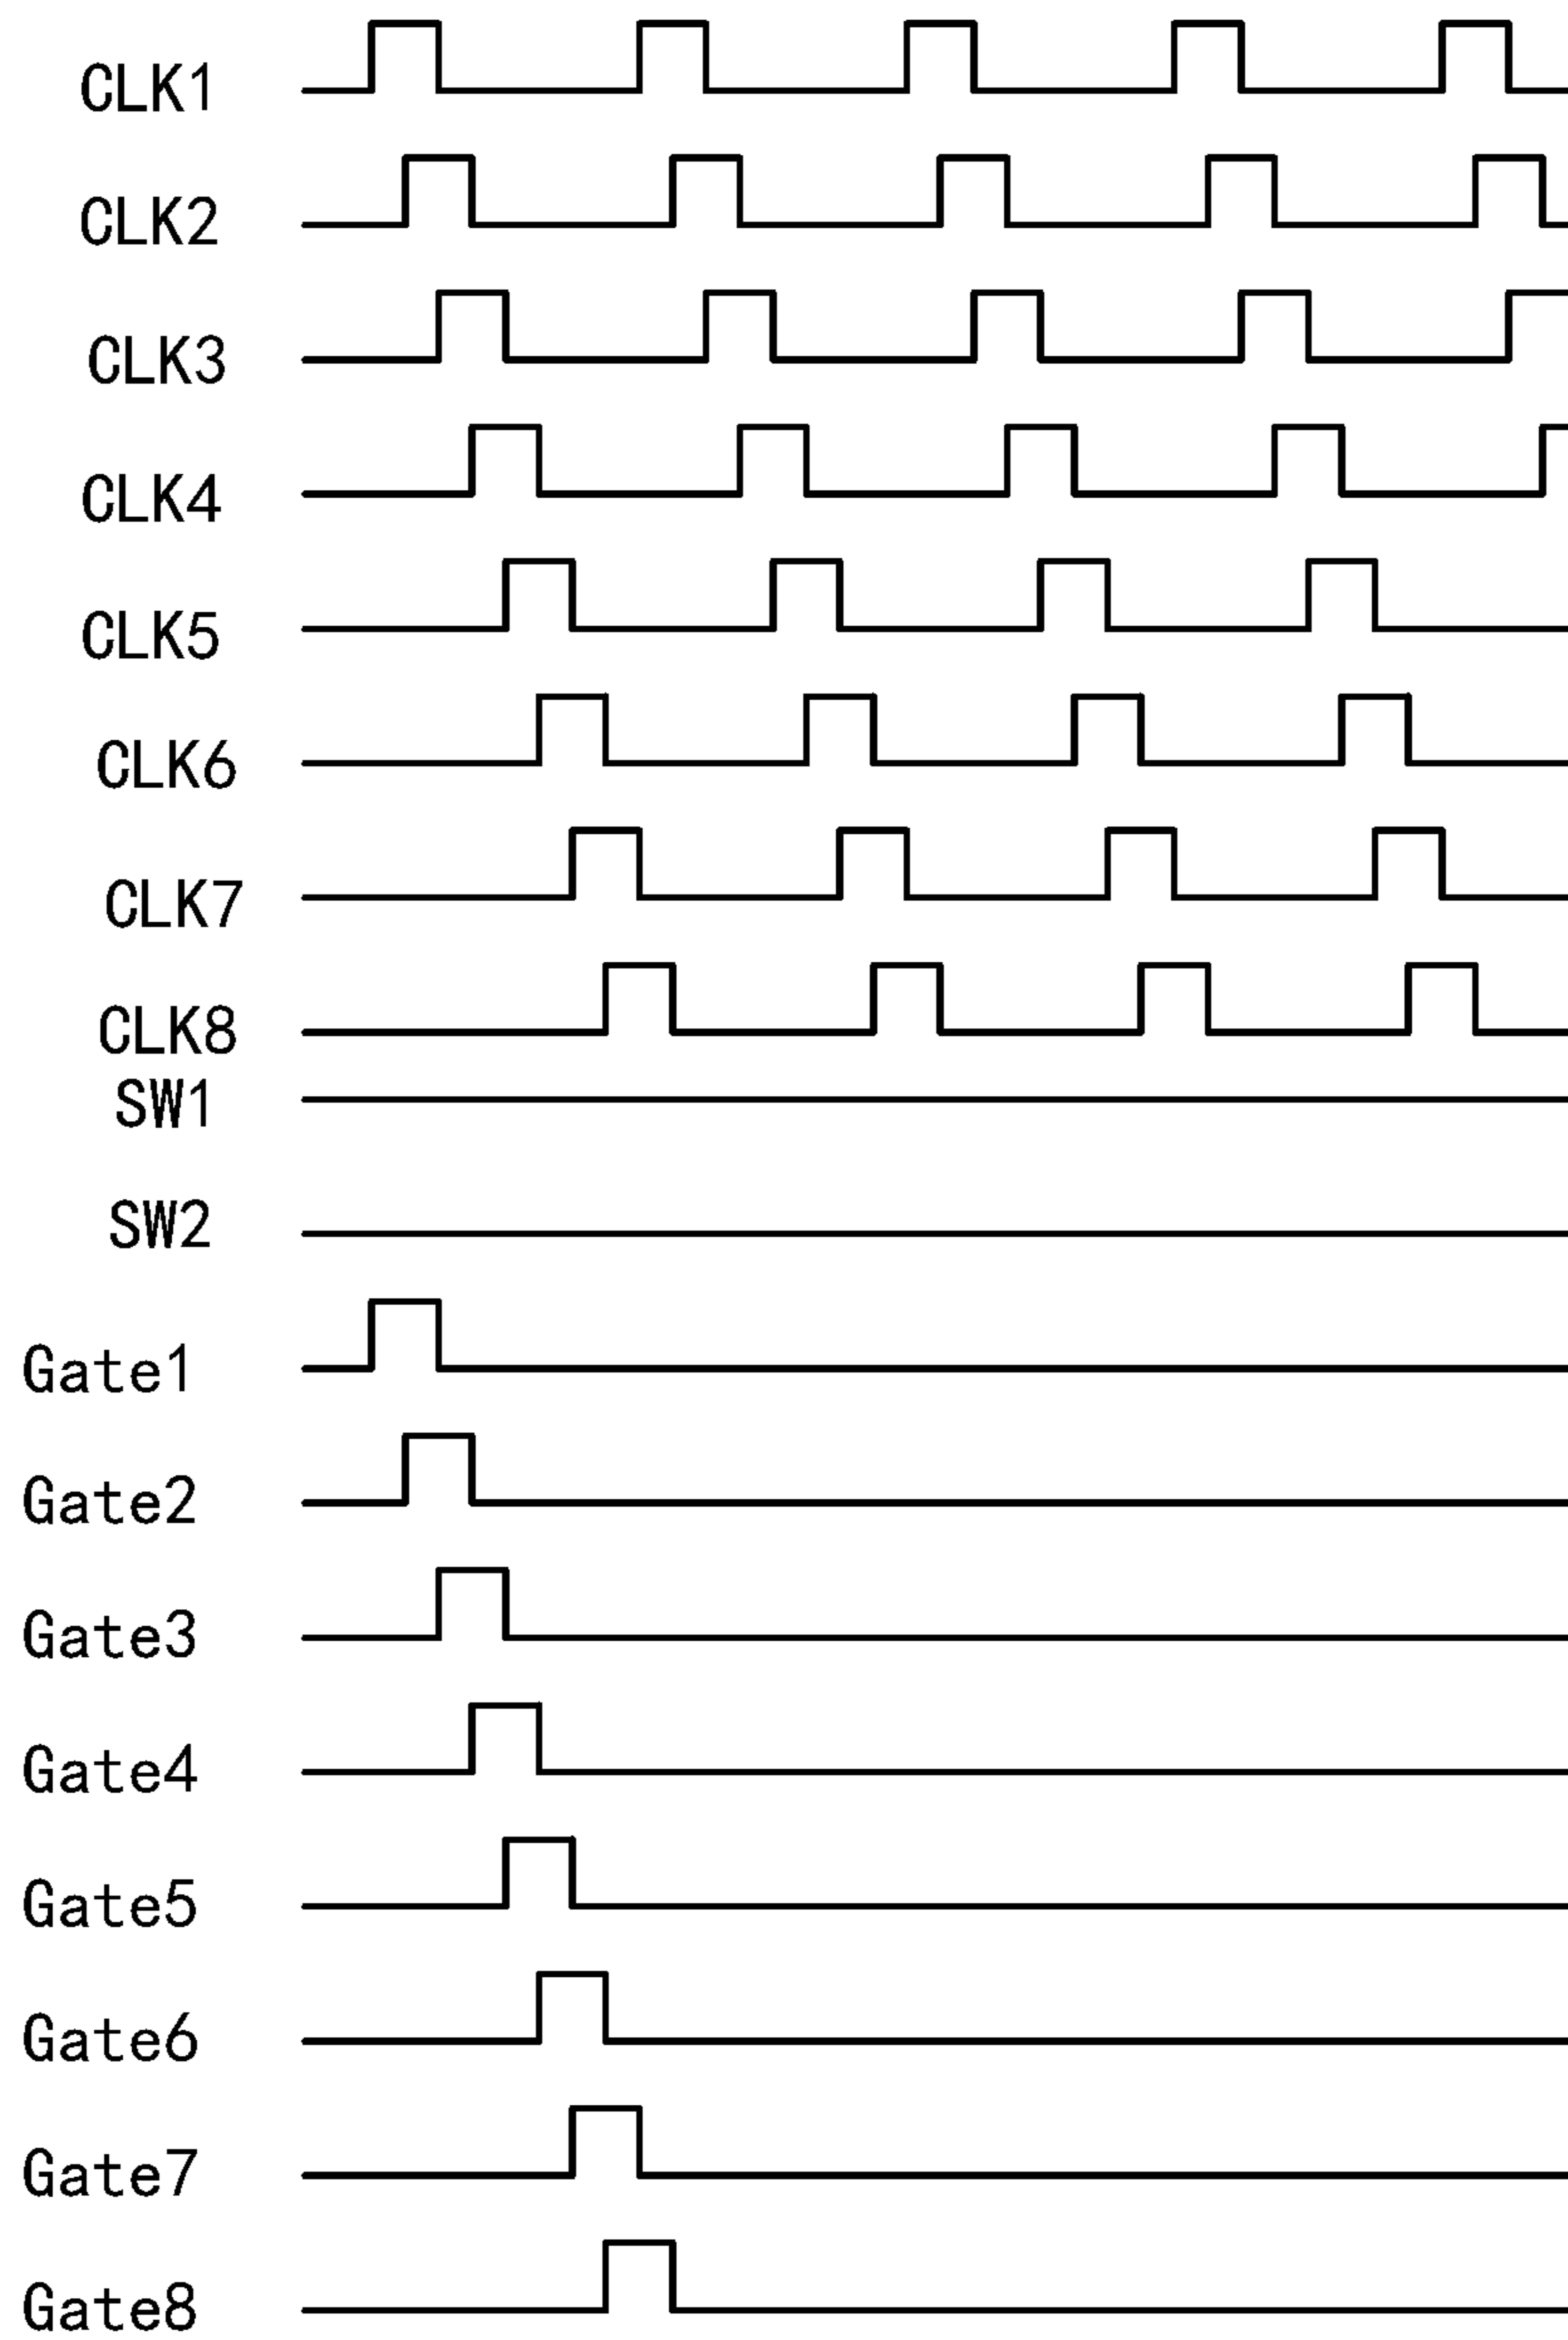 CLK1
CLK2
CLK3
CLK4
CLK5
CLK6
CLK7
CLK8
SW1
SW2
Gate1
Gate2
Gate3
Gate4
Gate5
Gate6
Gate7
Gate8